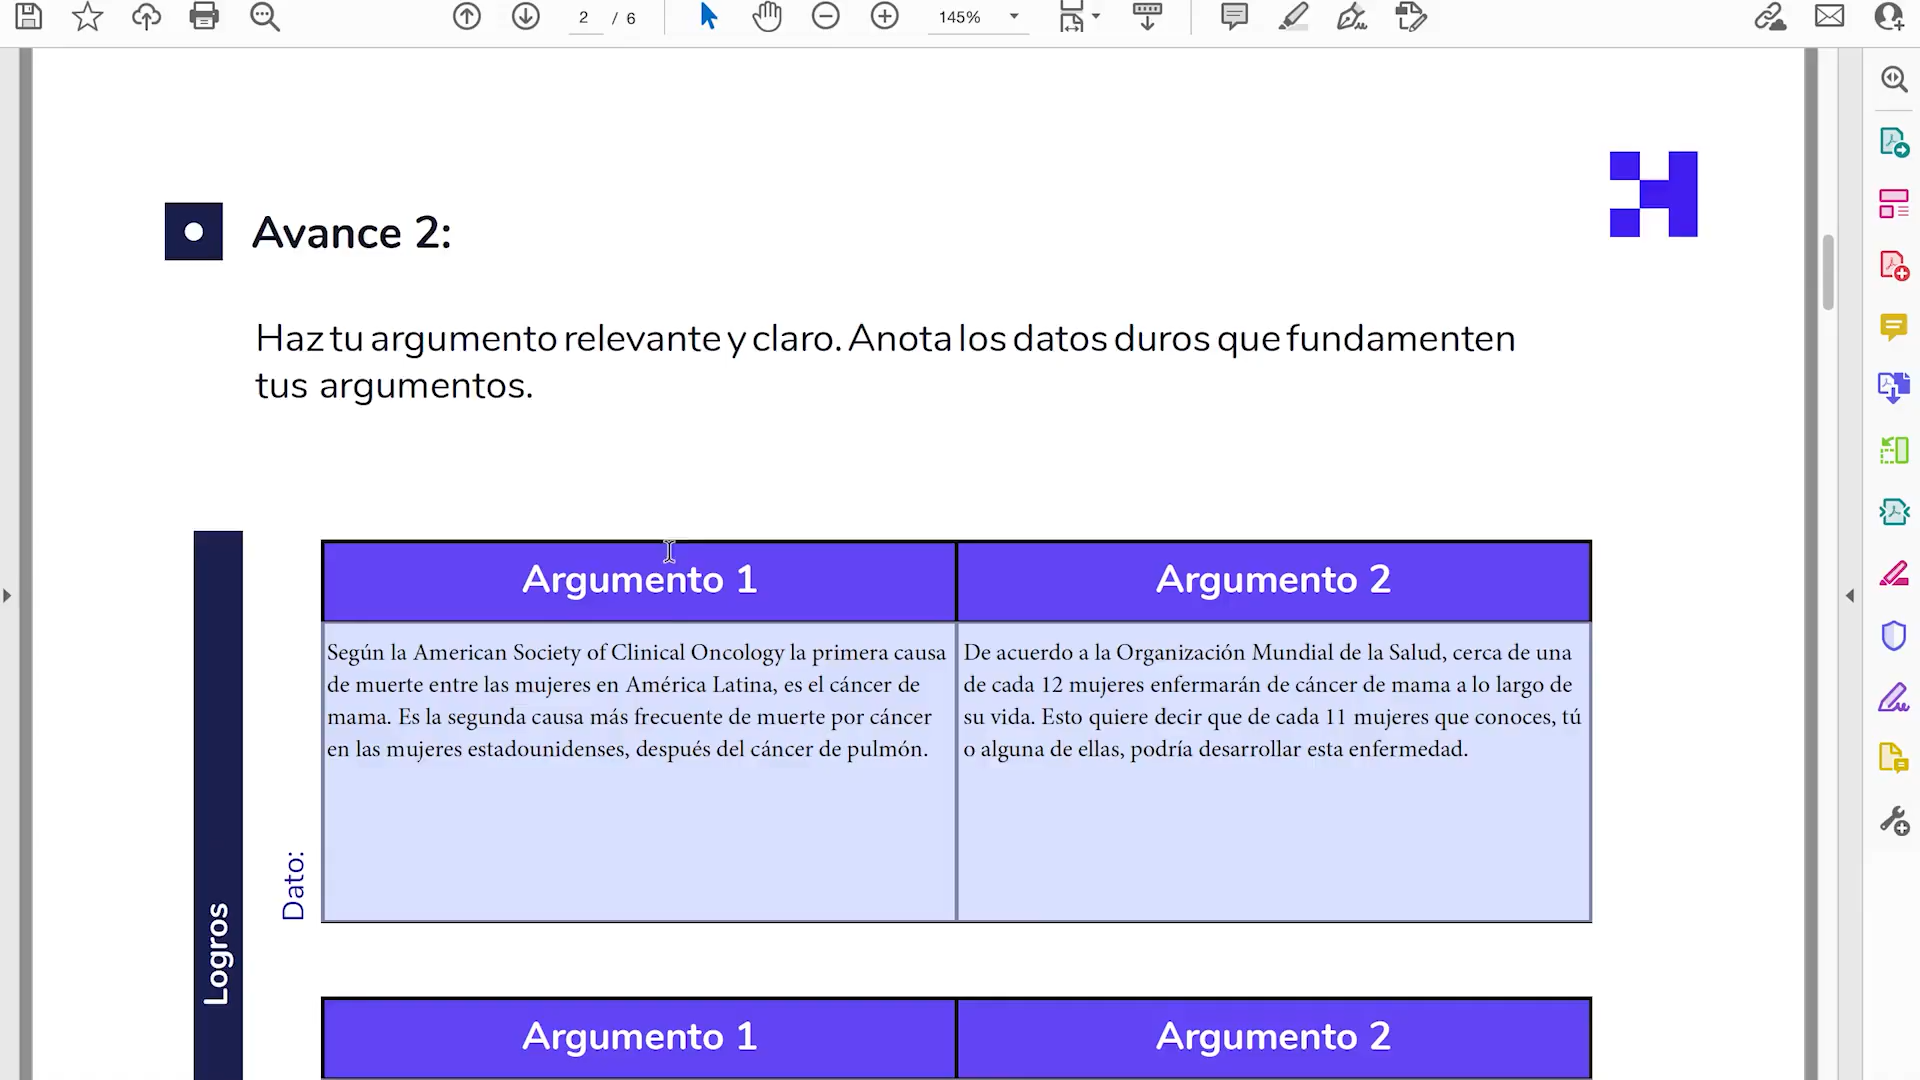 2 / 6
145%
Avance 2:
Haz tu argumento relevante y claro. Anota los datos duros que fundamenten
tus argumentos.
Argumento 1
Argumento 2
Según la American Society of Clinical Oncology la primera causa
de muerte entre las mujeres en América Latina, es el cáncer de
mama. Es la segunda causa más frecuente de muerte por cáncer
en las mujeres estadounidenses, después del cáncer de pulmón.
De acuerdo a la Organización Mundial de la Salud, cerca de una
de cada 12 mujeres enfermarán de cáncer de mama a lo largo de
su vida. Esto quiere decir que de cada 11 mujeres que conoces, tú
o alguna de ellas, podría desarrollar esta enfermedad.
Dato:
Logros
Argumento 1
Argumento 2